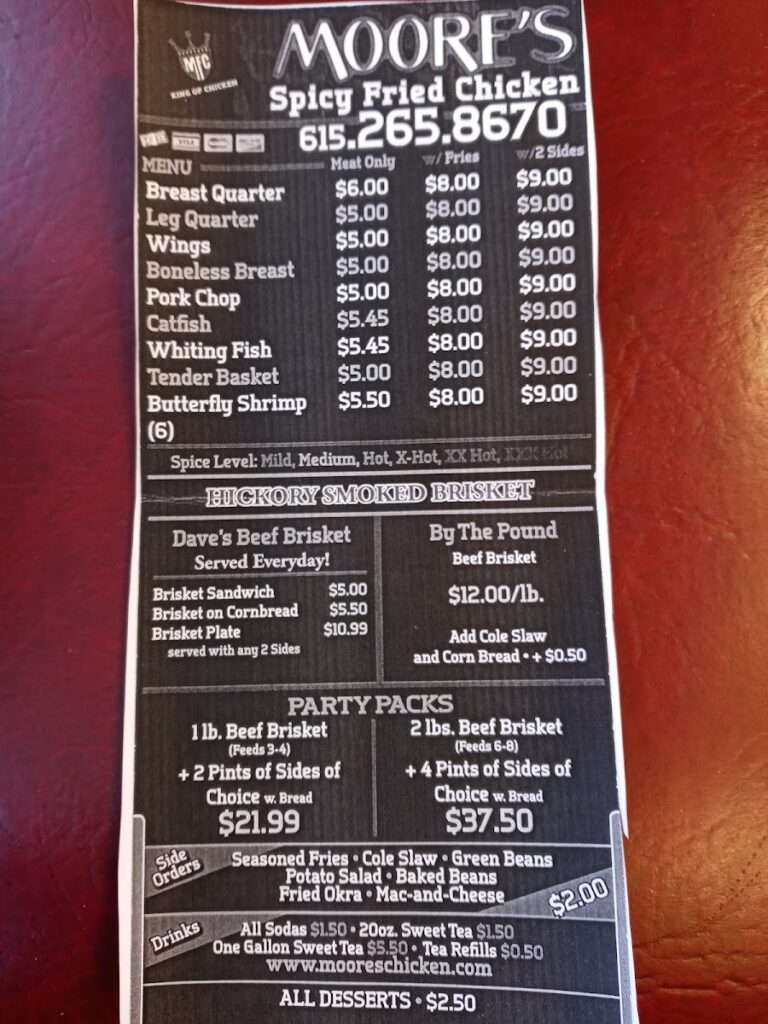 MFC
KING OF CHICKEN
MOORE'S
Spicy Fried Chicken
615.265.8670
VISA
MENU Meat Only w/ Fries w/2 Sides
Breast Quarter $6.00 $8.00 $9.00
Leg Quarter $5.00 $8.00 $9.00
Wings $5.00 $8.00 $9.00
Boneless Breast $5.00 $8.00 $9.00
Pork Chop $5.00 $8.00 $9.00
Catfish $5.45 $8.00 $9.00
Whiting Fish $5.45 $8.00 $9.00
Tender Basket $5.00 $8.00 $9.00
Butterfly Shrimp $5.50 $8.00 $9.00
(6)
Spice Level: Mild, Medium, Hot, X-Hot, XX Hot, XXX Hot
HICKORY SMOKED BRISKET
Dave's Beef Brisket
Served Everyday!
Brisket Sandwich $5.00
Brisket on Cornbread $5.50
Brisket Plate $10.99
served with any 2 Sides
By The Pound
Beef Brisket
$12.00/lb.
Add Cole Slaw
and Corn Bread • + $0.50
PARTY PACKS
1 lb. Beef Brisket
(Feeds 3-4)
+ 2 Pints of Sides of
Choice w. Bread
$21.99
2 lbs. Beef Brisket
(Feeds 6-8)
+ 4 Pints of Sides of
Choice w. Bread
$37.50
Side
Orders
Seasoned Fries • Cole Slaw • Green Beans
Potato Salad • Baked Beans
Fried Okra • Mac-and-Cheese
$2.00
Drinks
All Sodas $1.50 • 20oz. Sweet Tea $1.50
One Gallon Sweet Tea $5.50 • Tea Refills $0.50
www.mooreschicken.com
ALL DESSERTS • $2.50